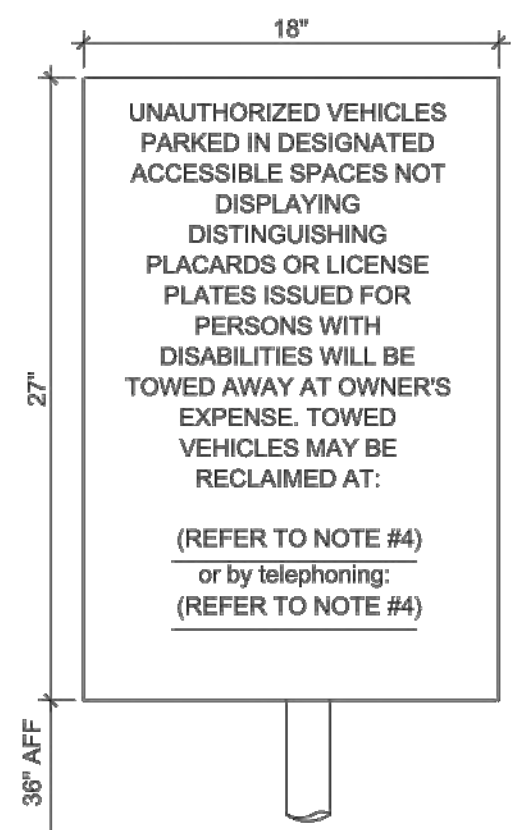 18"
UNAUTHORIZED VEHICLES
PARKED IN DESIGNATED
ACCESSIBLE SPACES NOT
DISPLAYING
DISTINGUISHING
PLACARDS OR LICENSE
PLATES ISSUED FOR
PERSONS WITH
DISABILITIES WILL BE
TOWED AWAY AT OWNER'S
EXPENSE. TOWED
VEHICLES MAY BE
RECLAIMED AT:
(REFER TO NOTE #4)
or by telephoning:
(REFER TO NOTE #4)
27"
36" AFF